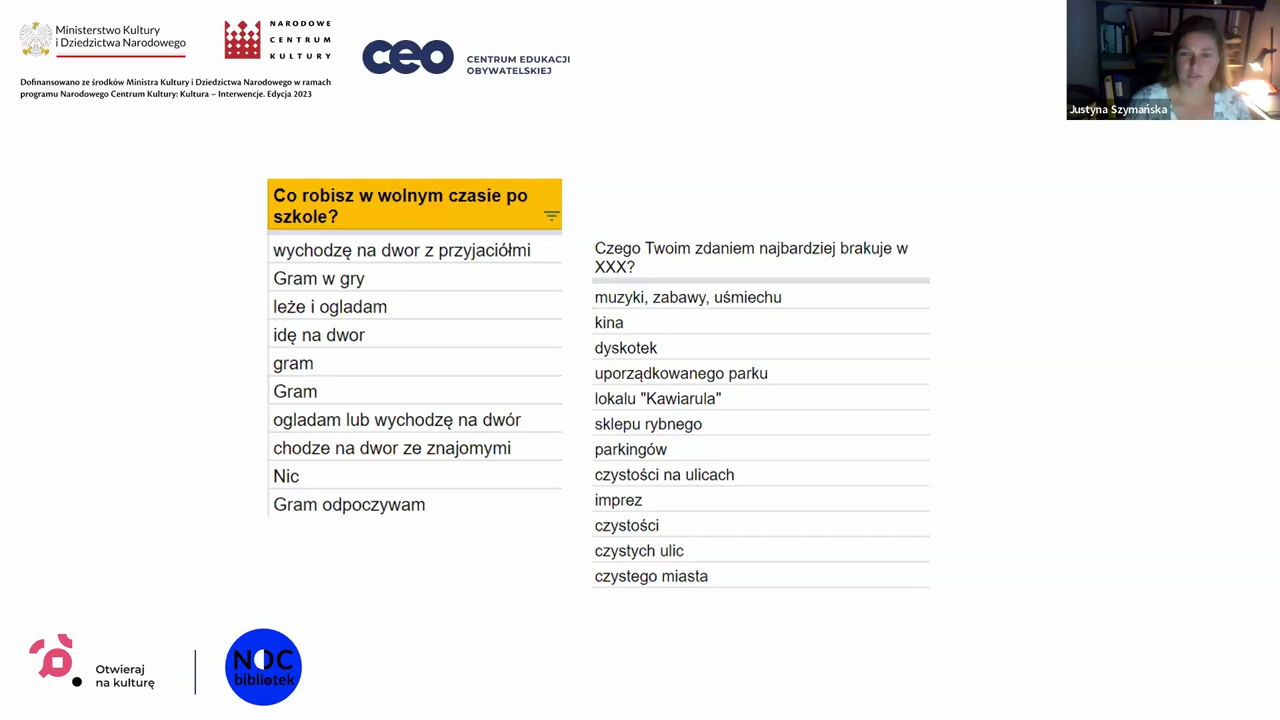 Ministerstwo Kultury
i Dziedzictwa Narodowego
NARODOWE
CENTRUM
KULTURY
ceo
CENTRUM EDUKACJI
OBYWATELSKIEJ
Dofinansowano ze środków Ministra Kultury i Dziedzictwa Narodowego w ramach
programu Narodowego Centrum Kultury: Kultura – Interwencje. Edycja 2023
Justyna Szymańska
Co robisz w wolnym czasie po
szkole?
wychodzę na dwor z przyjaciółmi
Gram w gry
leże i ogladam
idę na dwor
gram
Gram
ogladam lub wychodzę na dwór
chodze na dwor ze znajomymi
Nic
Gram odpoczywam
Czego Twoim zdaniem najbardziej brakuje w
XXX?
muzyki, zabawy, uśmiechu
kina
dyskotek
uporządkowanego parku
lokalu "Kawiarula"
sklepu rybnego
parkingów
czystości na ulicach
imprez
czystości
czystych ulic
czystego miasta
Otwieraj
na kulturę
NOC
bibliotek